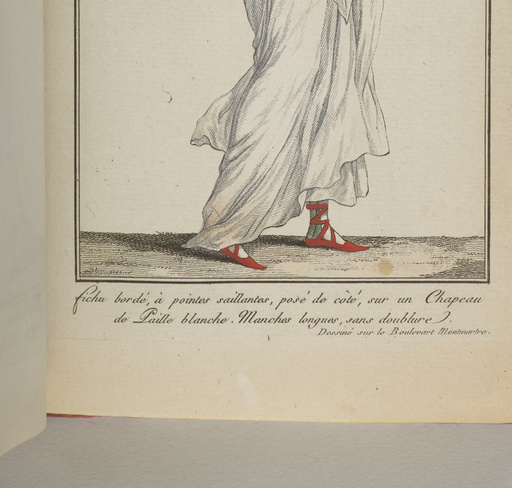 fichu bordé, à pointes saillantes, posé de côté, sur un Chapeau
de Paille blanche. Manches longues, sans doublure.
Dessiné sur le Boulevart Montmartre.